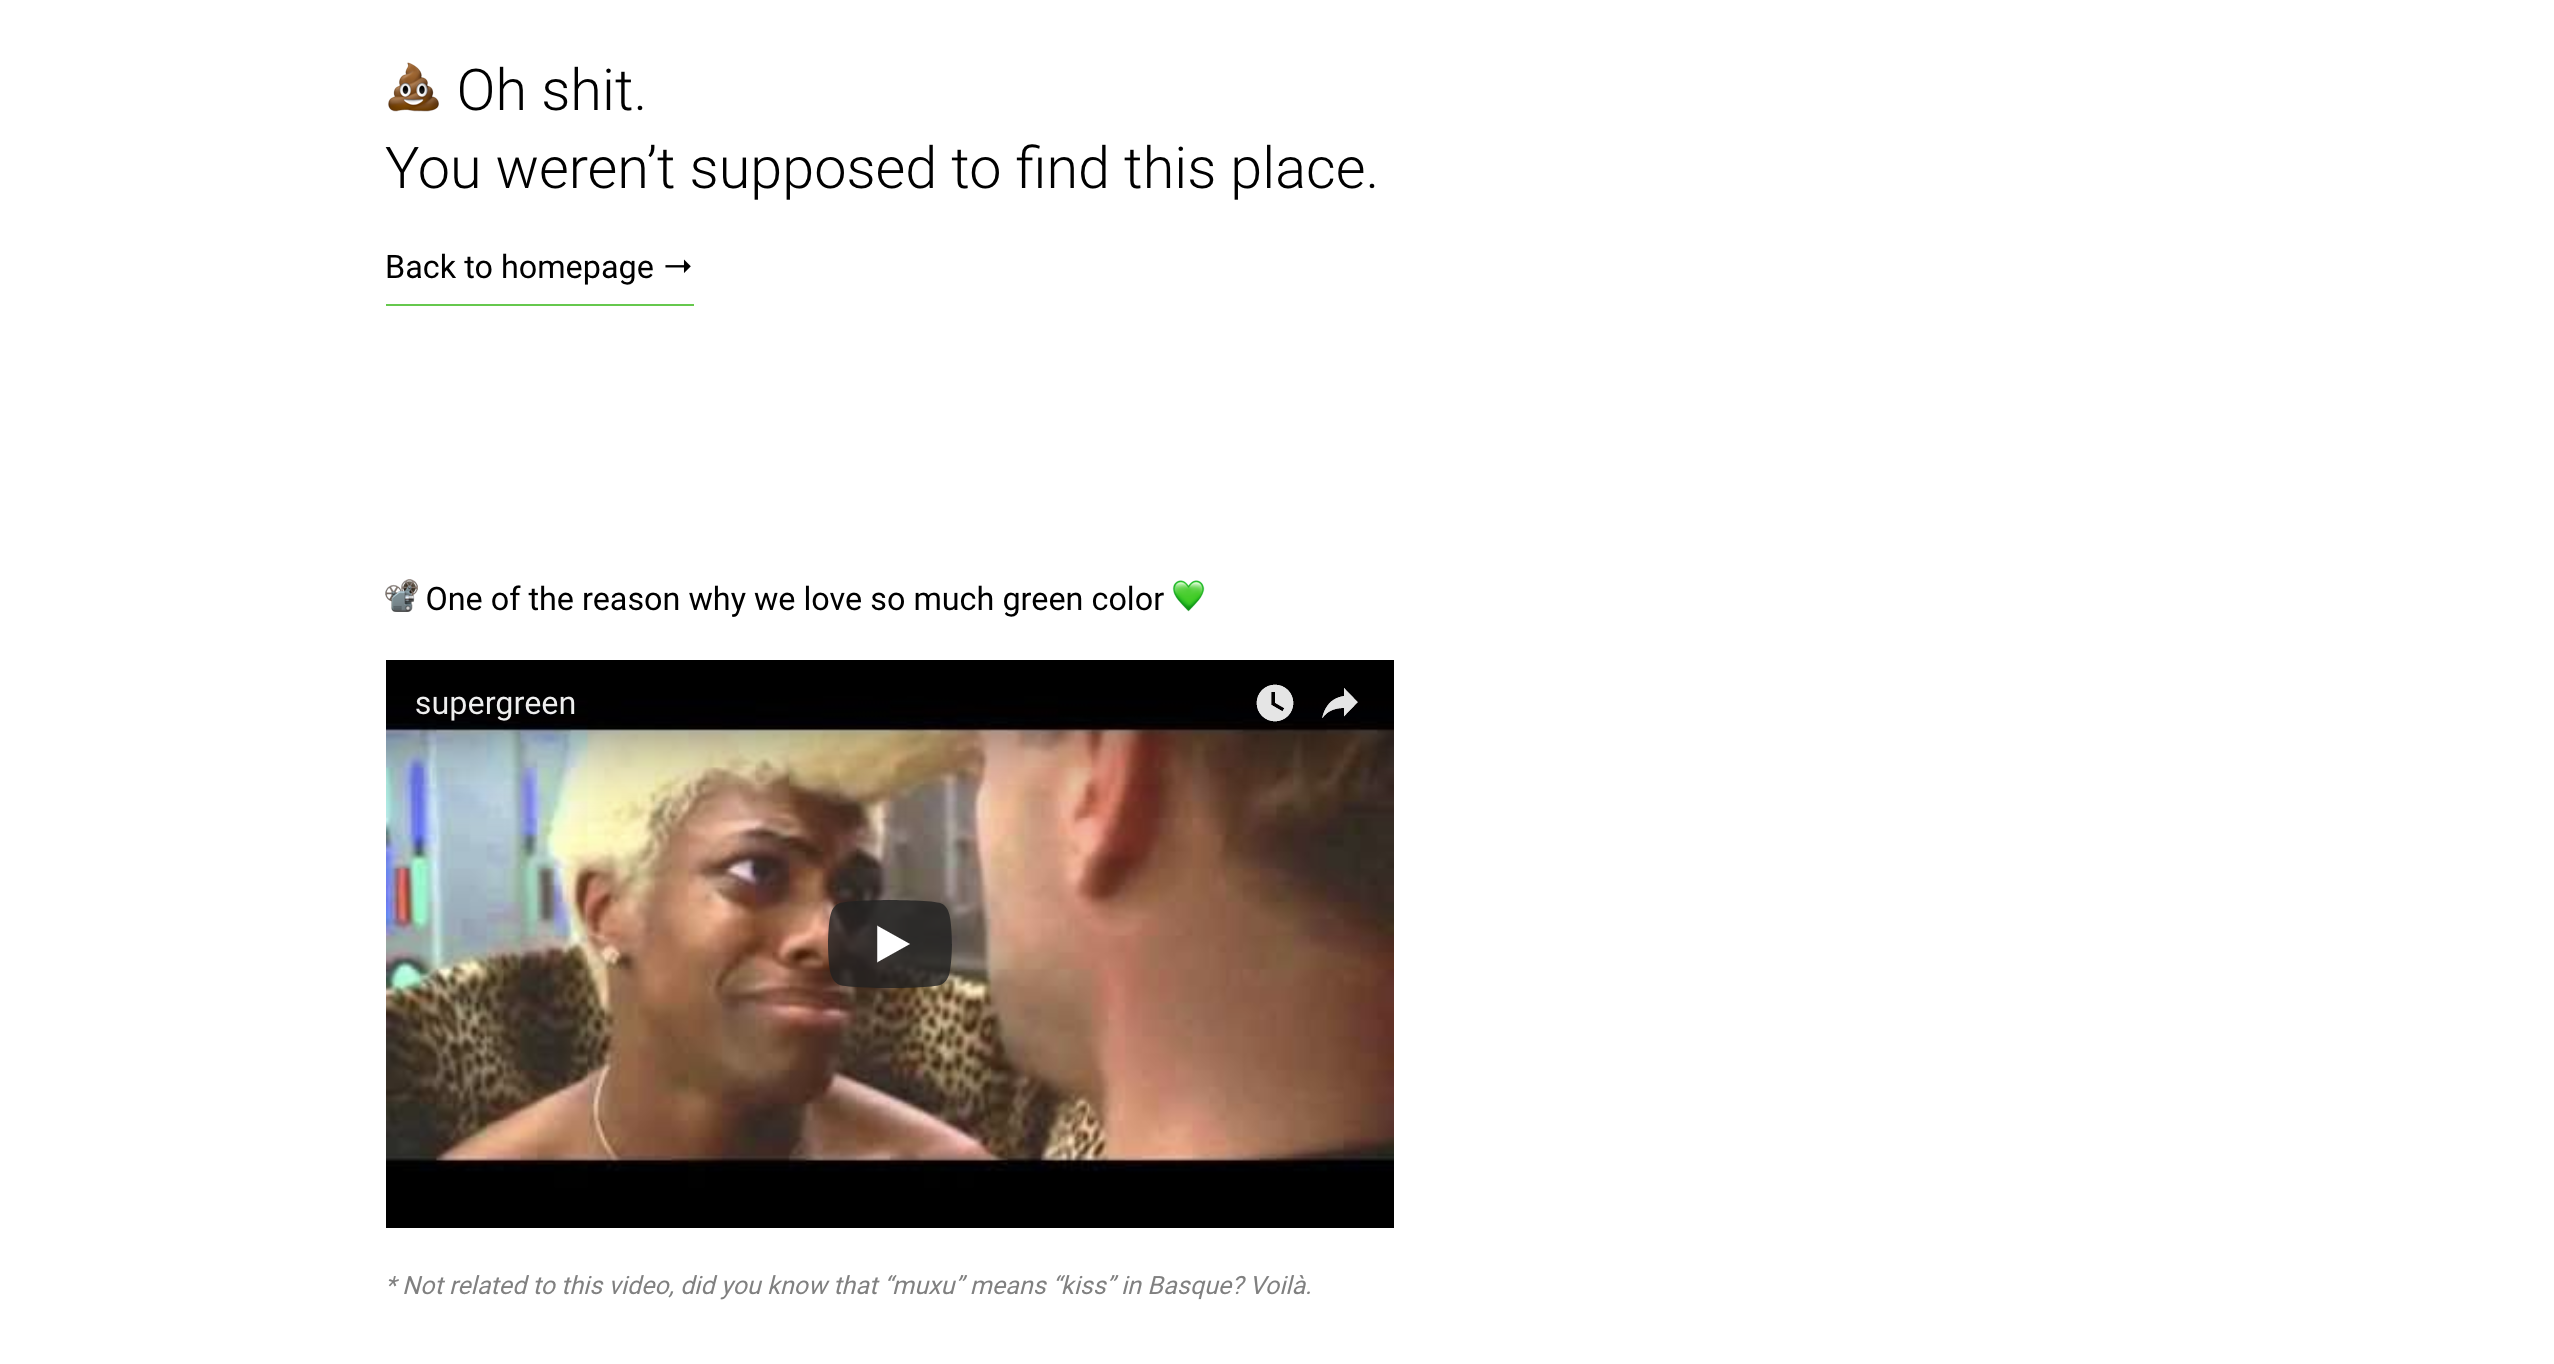 💩 Oh shit.
You weren’t supposed to find this place.
Back to homepage →
📽 One of the reason why we love so much green color 💚
supergreen
* Not related to this video, did you know that “muxu” means “kiss” in Basque? Voilà.